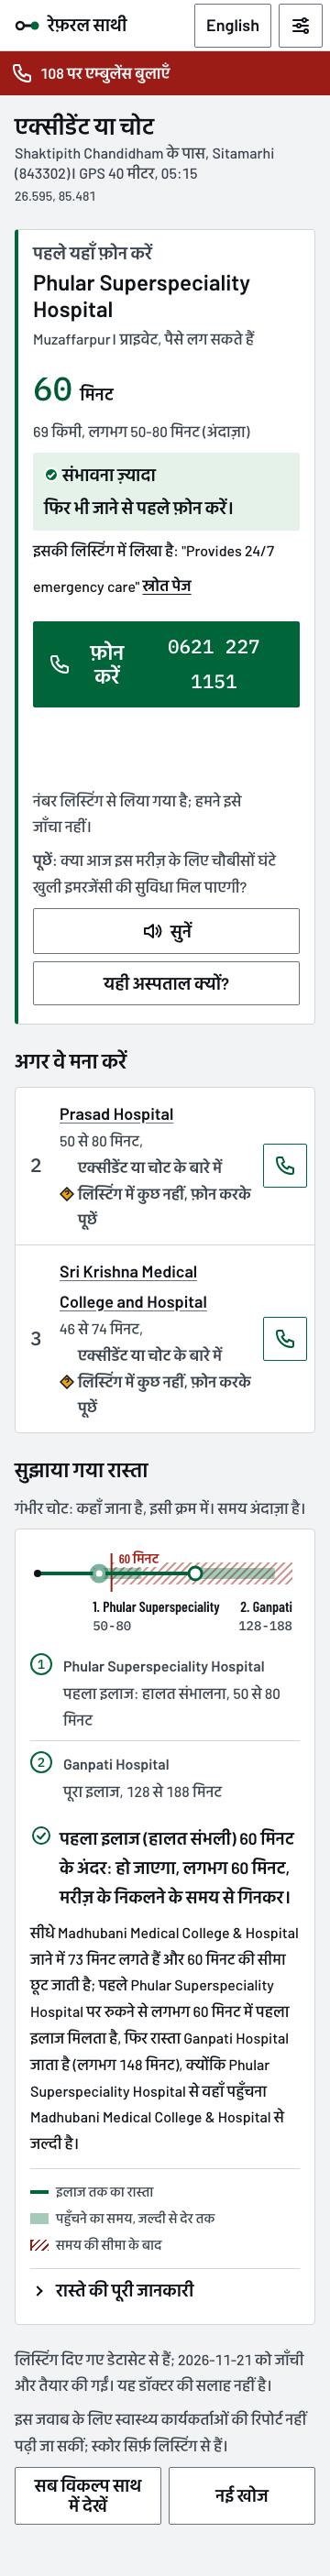 रेफ़रल साथी
English
108 पर एम्बुलेंस बुलाएँ
एक्सीडेंट या चोट
Shaktipith Chandidham के पास, Sitamarhi
(843302)। GPS 40 मीटर, 05:15
26.595, 85.481
पहले यहाँ फ़ोन करें
Phular Superspeciality
Hospital
Muzaffarpur। प्राइवेट, पैसे लग सकते हैं
60 मिनट
69 किमी, लगभग 50-80 मिनट (अंदाज़ा)
संभावना ज़्यादा
फिर भी जाने से पहले फ़ोन करें।
इसकी लिस्टिंग में लिखा है: "Provides 24/7
emergency care" स्रोत पेज
फ़ोन
करें
0621 227
1151
नंबर लिस्टिंग से लिया गया है; हमने इसे
जाँचा नहीं।
पूछें: क्या आज इस मरीज़ के लिए चौबीसों घंटे
खुली इमरजेंसी की सुविधा मिल पाएगी?
सुनें
यही अस्पताल क्यों?
अगर वे मना करें
2
Prasad Hospital
50 से 80 मिनट,
एक्सीडेंट या चोट के बारे में
लिस्टिंग में कुछ नहीं, फ़ोन करके
पूछें
3
Sri Krishna Medical
College and Hospital
46 से 74 मिनट,
एक्सीडेंट या चोट के बारे में
लिस्टिंग में कुछ नहीं, फ़ोन करके
पूछें
सुझाया गया रास्ता
गंभीर चोट: कहाँ जाना है, इसी क्रम में। समय अंदाज़ा है।
60 मिनट
1. Phular Superspeciality 2. Ganpati
50-80 128-188
1 Phular Superspeciality Hospital
पहला इलाज: हालत संभालना, 50 से 80
मिनट
2 Ganpati Hospital
पूरा इलाज, 128 से 188 मिनट
पहला इलाज (हालत संभली) 60 मिनट
के अंदर: हो जाएगा, लगभग 60 मिनट,
मरीज़ के निकलने के समय से गिनकर।
सीधे Madhubani Medical College & Hospital
जाने में 73 मिनट लगते हैं और 60 मिनट की सीमा
छूट जाती है; पहले Phular Superspeciality
Hospital पर रुकने से लगभग 60 मिनट में पहला
इलाज मिलता है, फिर रास्ता Ganpati Hospital
जाता है (लगभग 148 मिनट), क्योंकि Phular
Superspeciality Hospital से वहाँ पहुँचना
Madhubani Medical College & Hospital से
जल्दी है।
इलाज तक का रास्ता
पहुँचने का समय, जल्दी से देर तक
समय की सीमा के बाद
रास्ते की पूरी जानकारी
लिस्टिंग दिए गए डेटासेट से हैं; 2026-11-21 को जाँची
और तैयार की गईं। यह डॉक्टर की सलाह नहीं है।
इस जवाब के लिए स्वास्थ्य कार्यकर्ताओं की रिपोर्ट नहीं
पढ़ी जा सकीं; स्कोर सिर्फ़ लिस्टिंग से हैं।
सब विकल्प साथ
में देखें
नई खोज